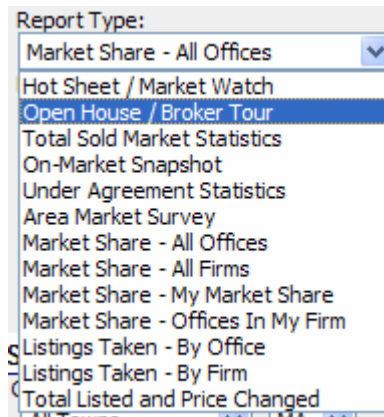 Report Type:
Market Share - All Offices
Hot Sheet / Market Watch
Open House / Broker Tour
Total Sold Market Statistics
On-Market Snapshot
Under Agreement Statistics
Area Market Survey
Market Share - All Offices
Market Share - All Firms
Market Share - My Market Share
Market Share - Offices In My Firm
Listings Taken - By Office
Listings Taken - By Firm
Total Listed and Price Changed